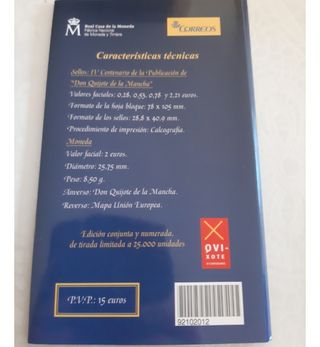 Real Casa de la Moneda
Fábrica Nacional
de Moneda y Timbre
CORREOS
Características técnicas
Sellos: IV Centenario de la Publicación de
"Don Quijote de la Mancha"
Valores faciales: 0,28, 0,53, 0,78 y 2,21 euros.
Formato de la hoja bloque: 78 x 105 mm.
Formato de los sellos: 28,8 x 40,9 mm.
Procedimiento de impresión: Calcografía.
Moneda
Valor facial: 2 euros.
Diámetro: 25,75 mm.
Peso: 8,50 g.
Anverso: Don Quijote de la Mancha.
Reverso: Mapa Unión Europea.
Edición conjunta y numerada,
de tirada limitada a 25.000 unidades
QVI-
XOTE
P.V.P.: 15 euros
92102012